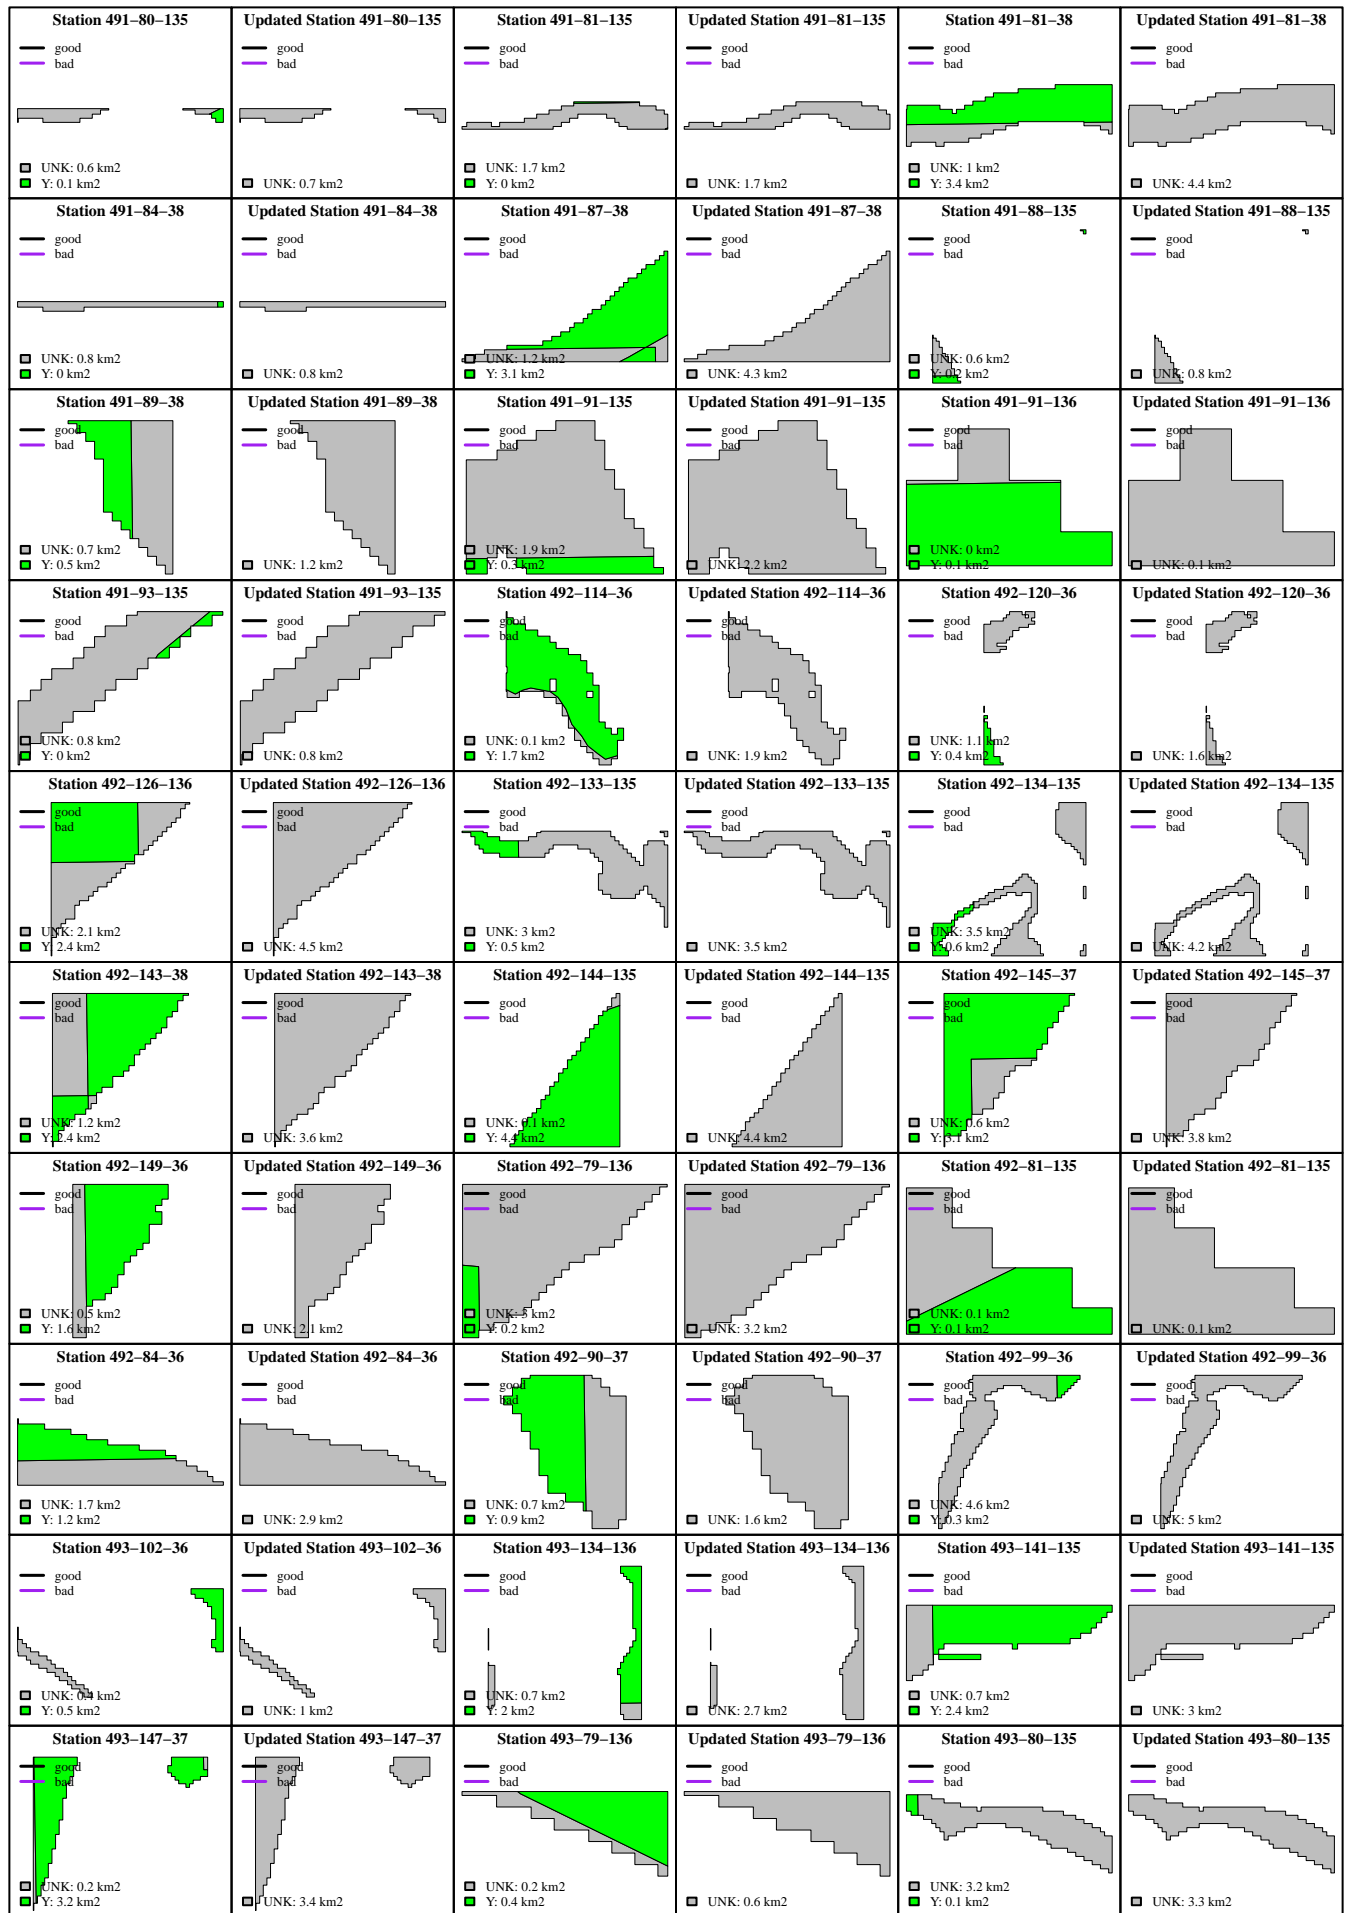 Station 491–80–135
good
bad
UNK: 0.6 km2
Y: 0.1 km2
Updated Station 491–80–135
good
bad
UNK: 0.7 km2
Station 491–81–135
good
bad
UNK: 1.7 km2
Y: 0 km2
Updated Station 491–81–135
good
bad
UNK: 1.7 km2
Station 491–81–38
good
bad
UNK: 1 km2
Y: 3.4 km2
Updated Station 491–81–38
good
bad
UNK: 4.4 km2
Station 491–84–38
good
bad
UNK: 0.8 km2
Y: 0 km2
Updated Station 491–84–38
good
bad
UNK: 0.8 km2
Station 491–87–38
good
bad
UNK: 1.2 km2
Y: 3.1 km2
Updated Station 491–87–38
good
bad
UNK: 4.3 km2
Station 491–88–135
good
bad
UNK: 0.6 km2
Y: 0.2 km2
Updated Station 491–88–135
good
bad
UNK: 0.8 km2
Station 491–89–38
good
bad
UNK: 0.7 km2
Y: 0.5 km2
Updated Station 491–89–38
good
bad
UNK: 1.2 km2
Station 491–91–135
good
bad
UNK: 1.9 km2
Y: 0.3 km2
Updated Station 491–91–135
good
bad
UNK: 2.2 km2
Station 491–91–136
good
bad
UNK: 0 km2
Y: 0.1 km2
Updated Station 491–91–136
good
bad
UNK: 0.1 km2
Station 491–93–135
good
bad
UNK: 0.8 km2
Y: 0 km2
Updated Station 491–93–135
good
bad
UNK: 0.8 km2
Station 492–114–36
good
bad
UNK: 0.1 km2
Y: 1.7 km2
Updated Station 492–114–36
good
bad
UNK: 1.9 km2
Station 492–120–36
good
bad
UNK: 1.1 km2
Y: 0.4 km2
Updated Station 492–120–36
good
bad
UNK: 1.6 km2
Station 492–126–136
good
bad
UNK: 2.1 km2
Y: 2.4 km2
Updated Station 492–126–136
good
bad
UNK: 4.5 km2
Station 492–133–135
good
bad
UNK: 3 km2
Y: 0.5 km2
Updated Station 492–133–135
good
bad
UNK: 3.5 km2
Station 492–134–135
good
bad
UNK: 3.5 km2
Y: 0.6 km2
Updated Station 492–134–135
good
bad
UNK: 4.2 km2
Station 492–143–38
good
bad
UNK: 1.2 km2
Y: 2.4 km2
Updated Station 492–143–38
good
bad
UNK: 3.6 km2
Station 492–144–135
good
bad
UNK: 0.1 km2
Y: 4.4 km2
Updated Station 492–144–135
good
bad
UNK: 4.4 km2
Station 492–145–37
good
bad
UNK: 0.6 km2
Y: 3.1 km2
Updated Station 492–145–37
good
bad
UNK: 3.8 km2
Station 492–149–36
good
bad
UNK: 0.5 km2
Y: 1.6 km2
Updated Station 492–149–36
good
bad
UNK: 2.1 km2
Station 492–79–136
good
bad
UNK: 3 km2
Y: 0.2 km2
Updated Station 492–79–136
good
bad
UNK: 3.2 km2
Station 492–81–135
good
bad
UNK: 0.1 km2
Y: 0.1 km2
Updated Station 492–81–135
good
bad
UNK: 0.1 km2
Station 492–84–36
good
bad
UNK: 1.7 km2
Y: 1.2 km2
Updated Station 492–84–36
good
bad
UNK: 2.9 km2
Station 492–90–37
good
bad
UNK: 0.7 km2
Y: 0.9 km2
Updated Station 492–90–37
good
bad
UNK: 1.6 km2
Station 492–99–36
good
bad
UNK: 4.6 km2
Y: 0.3 km2
Updated Station 492–99–36
good
bad
UNK: 5 km2
Station 493–102–36
good
bad
UNK: 0.4 km2
Y: 0.5 km2
Updated Station 493–102–36
good
bad
UNK: 1 km2
Station 493–134–136
good
bad
UNK: 0.7 km2
Y: 2 km2
Updated Station 493–134–136
good
bad
UNK: 2.7 km2
Station 493–141–135
good
bad
UNK: 0.7 km2
Y: 2.4 km2
Updated Station 493–141–135
good
bad
UNK: 3 km2
Station 493–147–37
good
bad
UNK: 0.2 km2
Y: 3.2 km2
Updated Station 493–147–37
good
bad
UNK: 3.4 km2
Station 493–79–136
good
bad
UNK: 0.2 km2
Y: 0.4 km2
Updated Station 493–79–136
good
bad
UNK: 0.6 km2
Station 493–80–135
good
bad
UNK: 3.2 km2
Y: 0.1 km2
Updated Station 493–80–135
good
bad
UNK: 3.3 km2